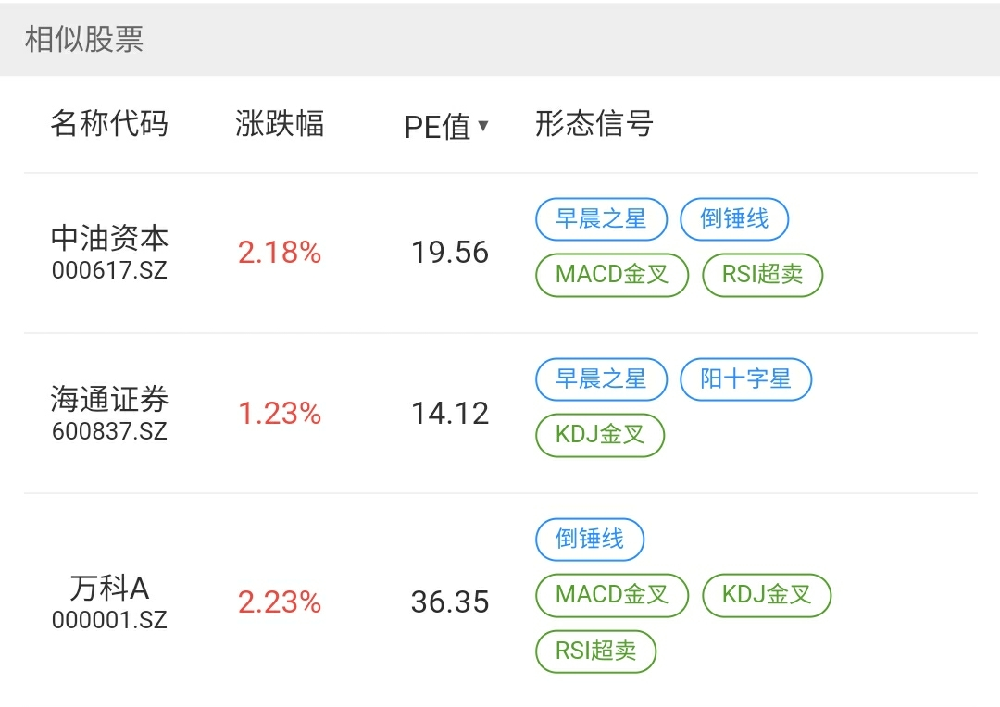 相似股票
名称代码 涨跌幅 PE值▼ 形态信号
中油资本 2.18% 19.56 早晨之星 倒锤线
000617.SZ MACD金叉 RSI超卖
海通证券 1.23% 14.12 早晨之星 阳十字星
600837.SZ KDJ金叉
万科A 2.23% 36.35 倒锤线
000001.SZ MACD金叉 KDJ金叉
RSI超卖